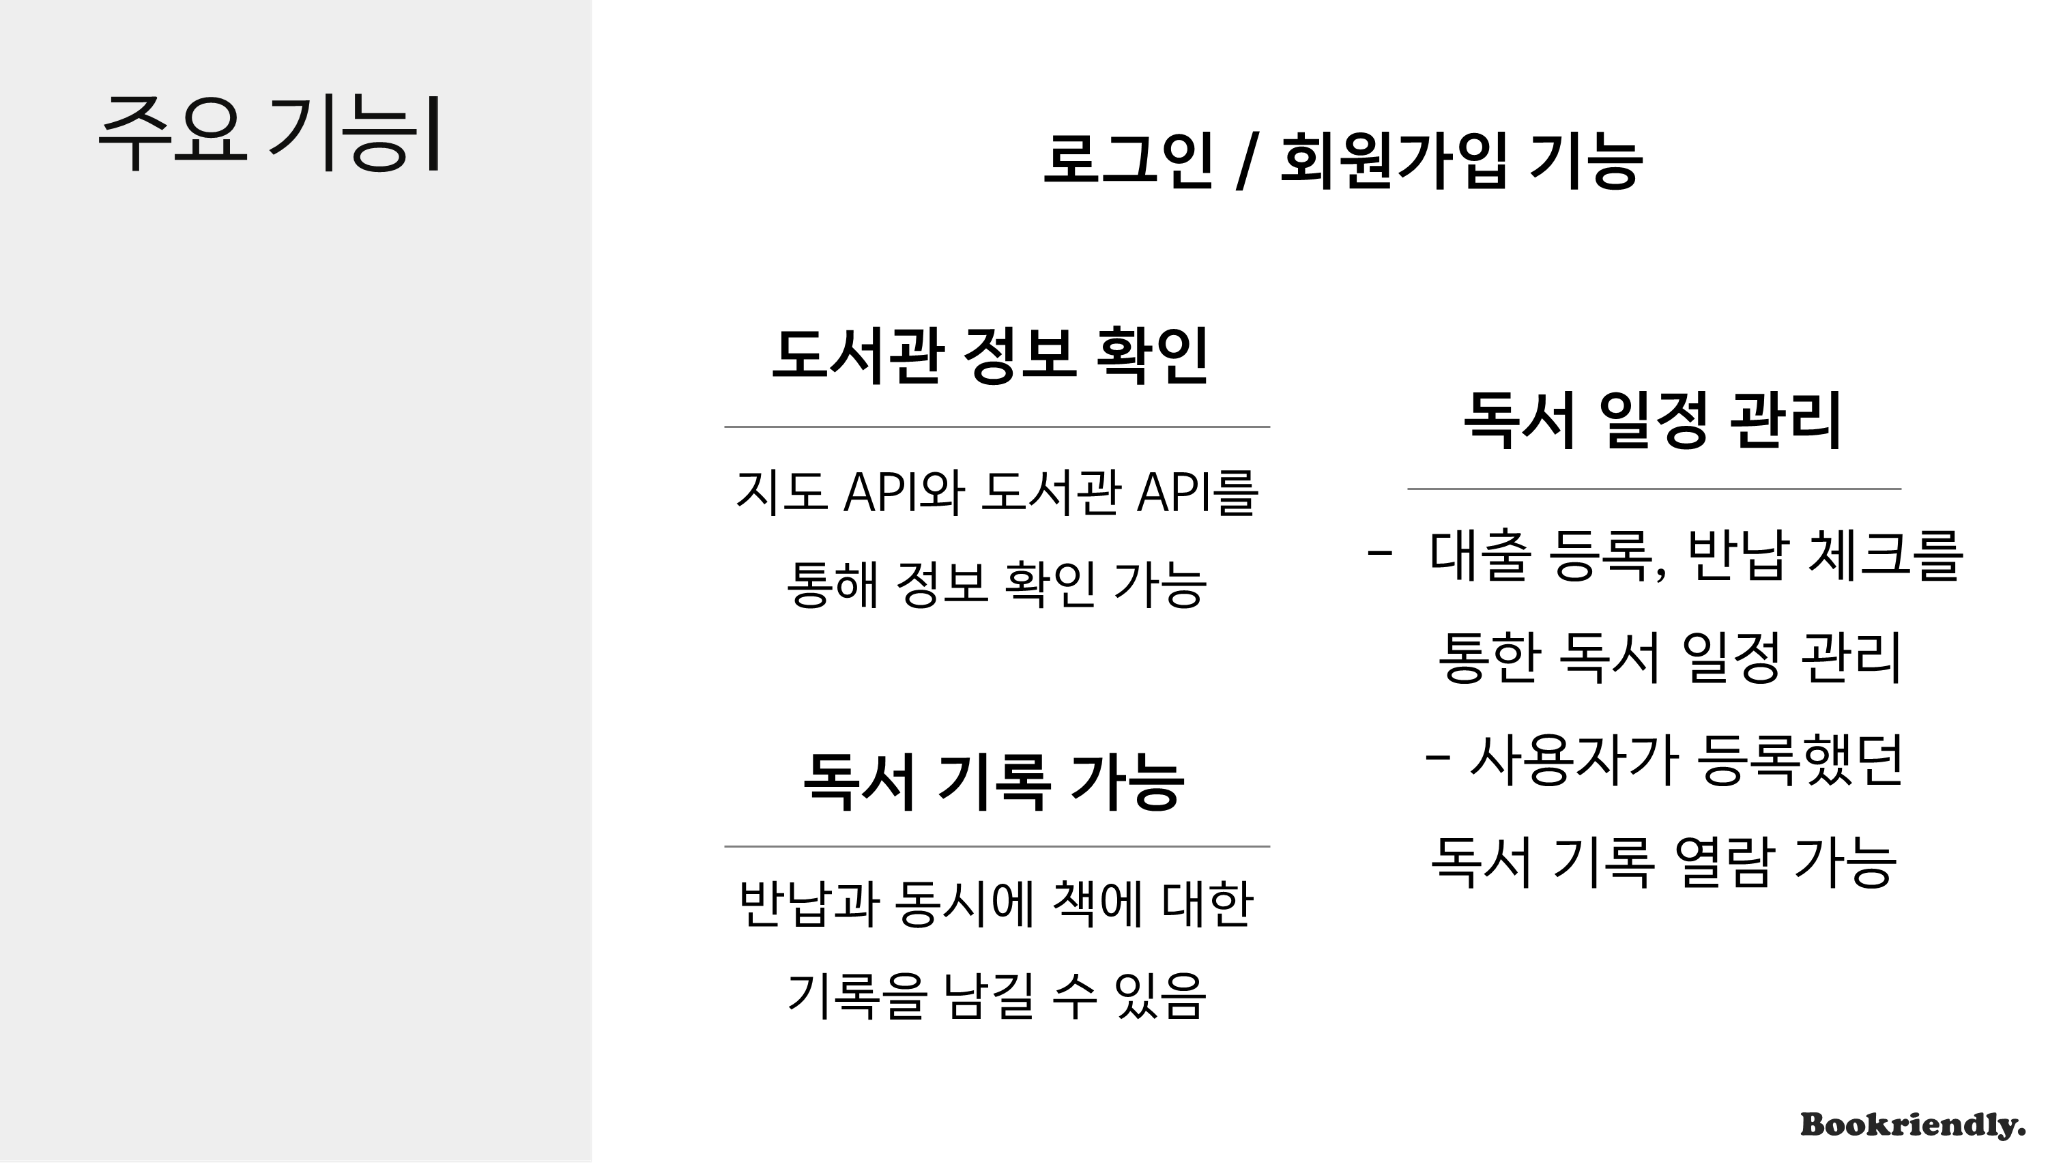 주요 기능|
로그인 / 회원가입 기능
도서관 정보 확인
지도 API와 도서관 API를
통해 정보 확인 가능
독서 기록 가능
반납과 동시에 책에 대한
기록을 남길 수 있음
독서 일정 관리
- 대출 등록, 반납 체크를
통한 독서 일정 관리
- 사용자가 등록했던
독서 기록 열람 가능
Bookriendly.